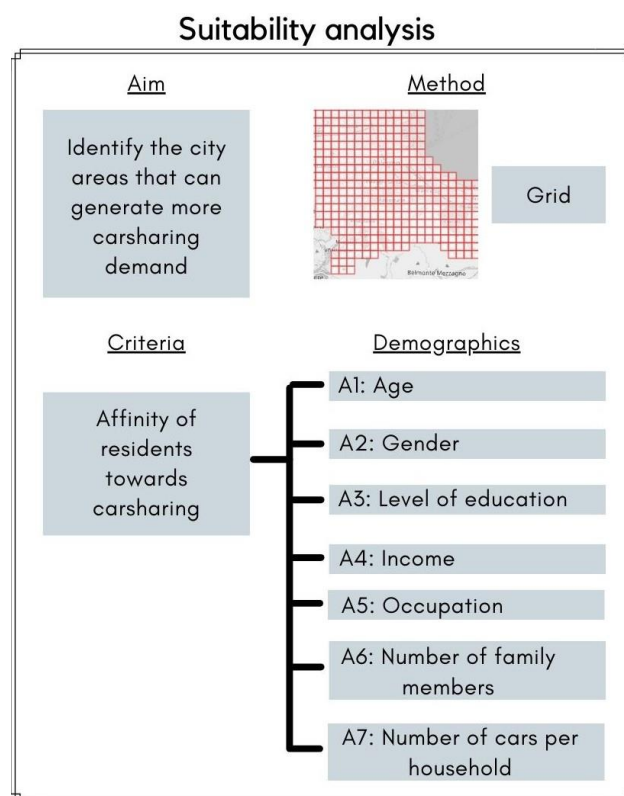 Suitability analysis
Aim
Method
Identify the city
areas that can
generate more
carsharing
demand
Grid
Belmonte Mezzagno
Criteria
Demographics
Affinity of
residents
towards
carsharing
A1: Age
A2: Gender
A3: Level of education
A4: Income
A5: Occupation
A6: Number of family
members
A7: Number of cars per
household